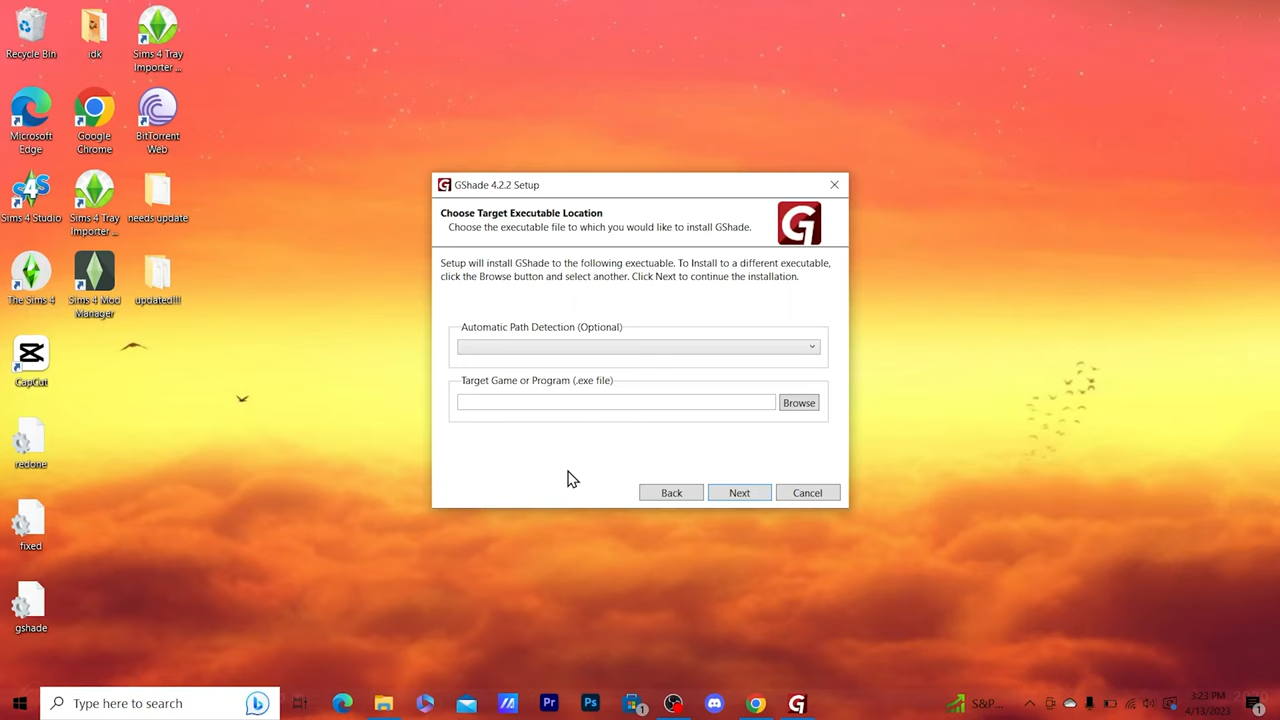 Recycle Bin
idk
Sims 4 Tray
Importer ...
Microsoft
Edge
Google
Chrome
BitTorrent
Web
Sims 4 Studio
Sims 4 Tray
Importer ...
needs update
The Sims 4
Sims 4 Mod
Manager
updated!!!
CapCut
redone
fixed
gshade
GShade 4.2.2 Setup
Choose Target Executable Location
Choose the executable file to which you would like to install GShade.
Setup will install GShade to the following exectuable. To Install to a different executable,
click the Browse button and select another. Click Next to continue the installation.
Automatic Path Detection (Optional)
Target Game or Program (.exe file)
Browse
Back
Next
Cancel
Type here to search
Pr
Ps
1
S&P...
3:23 PM
4/13/2023
1